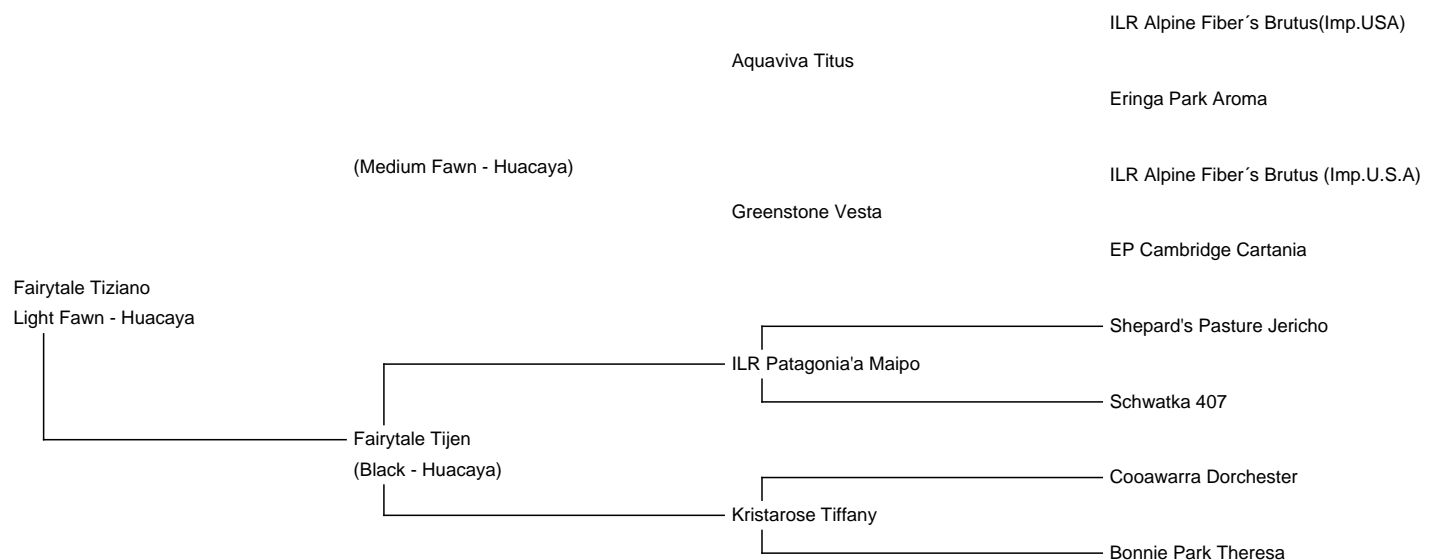 ILR Alpine Fiber´s Brutus(Imp.USA)
Aquaviva Titus
Eringa Park Aroma
(Medium Fawn - Huacaya)
ILR Alpine Fiber´s Brutus (Imp.U.S.A)
Greenstone Vesta
EP Cambridge Cartania
Fairytale Tiziano
Light Fawn - Huacaya
Shepard's Pasture Jericho
ILR Patagonia'a Maipo
Schwatka 407
Fairytale Tijen
(Black - Huacaya)
Cooawarra Dorchester
Kristarose Tiffany
Bonnie Park Theresa